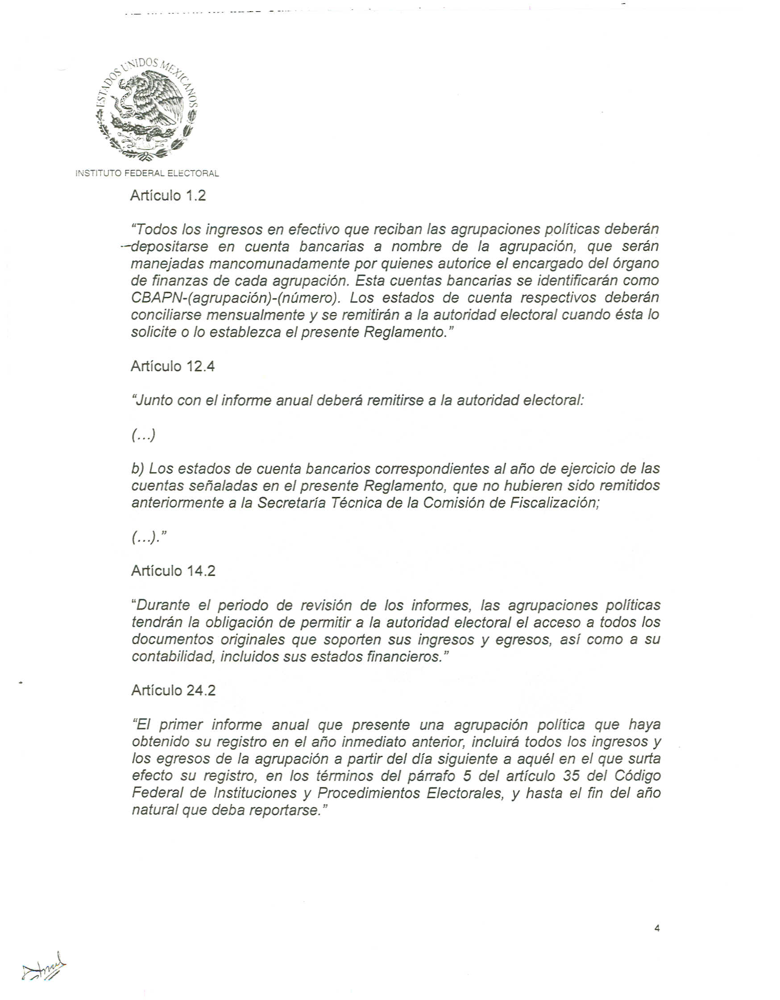 ESTADOS UNIDOS MEXICANOS
INSTITUTO FEDERAL ELECTORAL
Artículo 1.2
“Todos los ingresos en efectivo que reciban las agrupaciones políticas deberán
depositarse en cuenta bancarias a nombre de la agrupación, que serán
manejadas mancomunadamente por quienes autorice el encargado del órgano
de finanzas de cada agrupación. Esta cuentas bancarias se identificarán como
CBAPN-(agrupación)-(número). Los estados de cuenta respectivos deberán
conciliarse mensualmente y se remitirán a la autoridad electoral cuando ésta lo
solicite o lo establezca el presente Reglamento.”
Artículo 12.4
“Junto con el informe anual deberá remitirse a la autoridad electoral:
(...)
b) Los estados de cuenta bancarios correspondientes al año de ejercicio de las
cuentas señaladas en el presente Reglamento, que no hubieren sido remitidos
anteriormente a la Secretaría Técnica de la Comisión de Fiscalización;
(...).”
Artículo 14.2
“Durante el periodo de revisión de los informes, las agrupaciones políticas
tendrán la obligación de permitir a la autoridad electoral el acceso a todos los
documentos originales que soporten sus ingresos y egresos, así como a su
contabilidad, incluidos sus estados financieros.”
Artículo 24.2
“El primer informe anual que presente una agrupación política que haya
obtenido su registro en el año inmediato anterior, incluirá todos los ingresos y
los egresos de la agrupación a partir del día siguiente a aquél en el que surta
efecto su registro, en los términos del párrafo 5 del artículo 35 del Código
Federal de Instituciones y Procedimientos Electorales, y hasta el fin del año
natural que deba reportarse.”
4